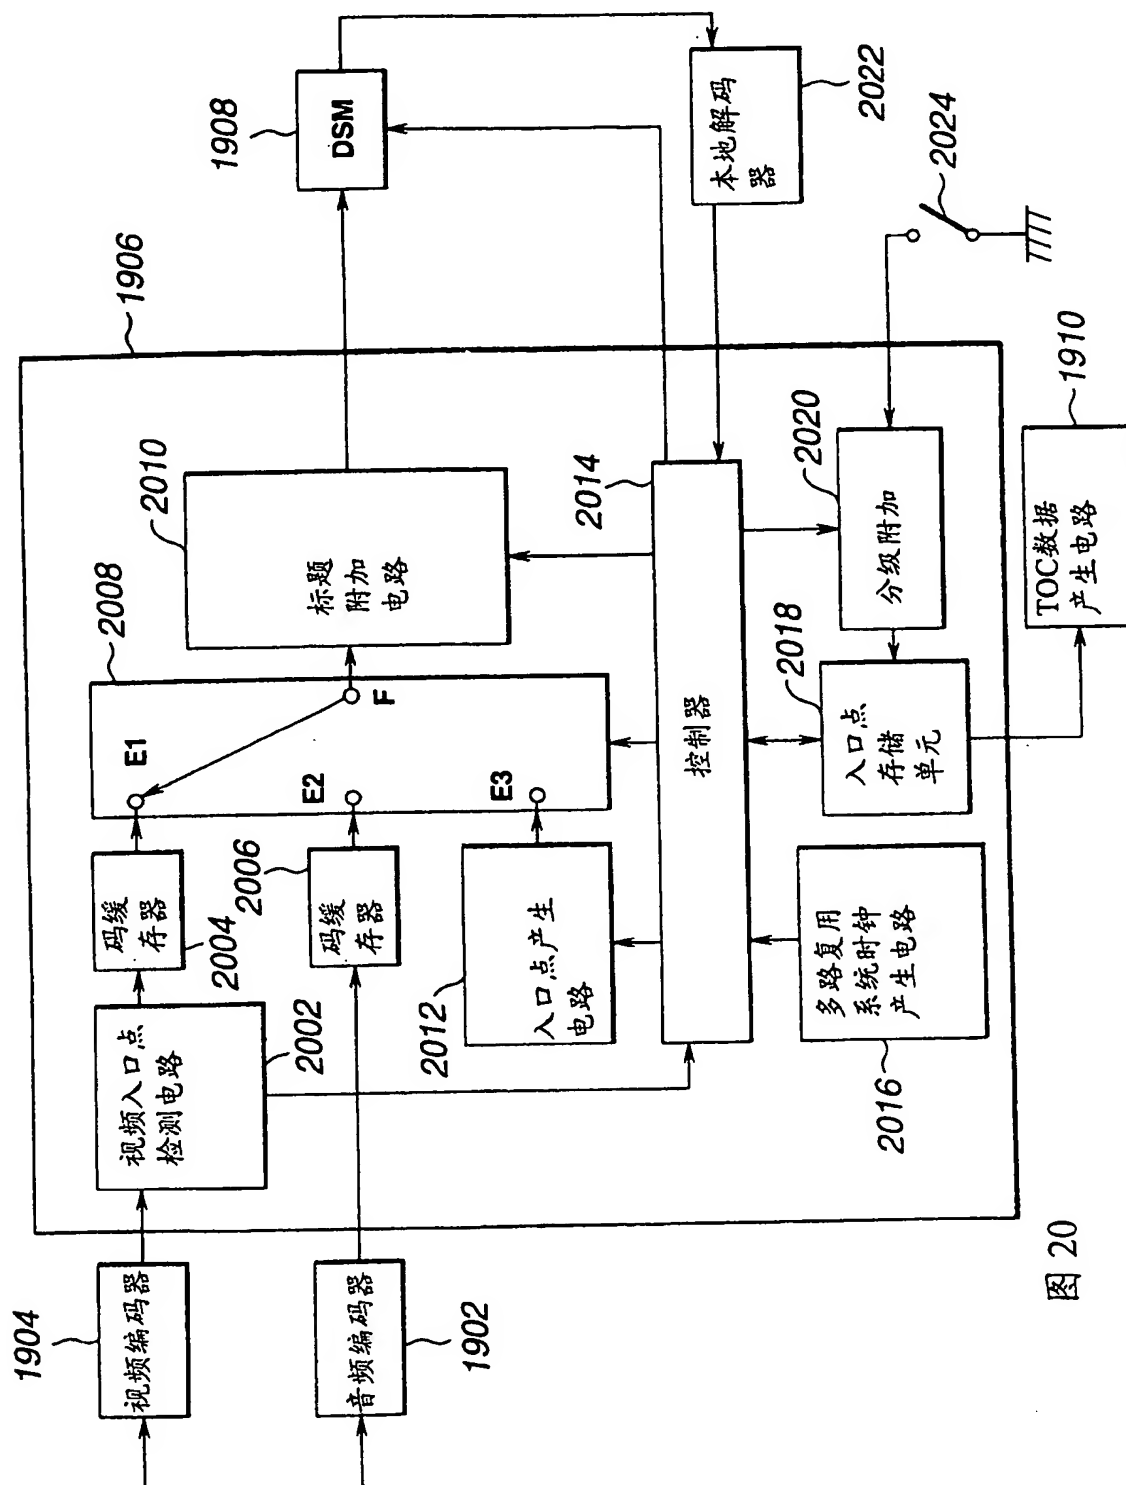 1904
视频编码器
1902
音频编码器
1906
视频入口点
检测电路
2002
码缓
存器
2004
码缓
存器
2006
2008
E1
E2
E3
F
标题
附加
电路
2010
入口点产生
电路
2012
控制器
2014
多路复用
系统时钟
产生电路
2016
入口点
存储
单元
2018
分级附加
2020
DSM
1908
本地解码
器
2022
2024
TOC数据
产生电路
1910
图 20